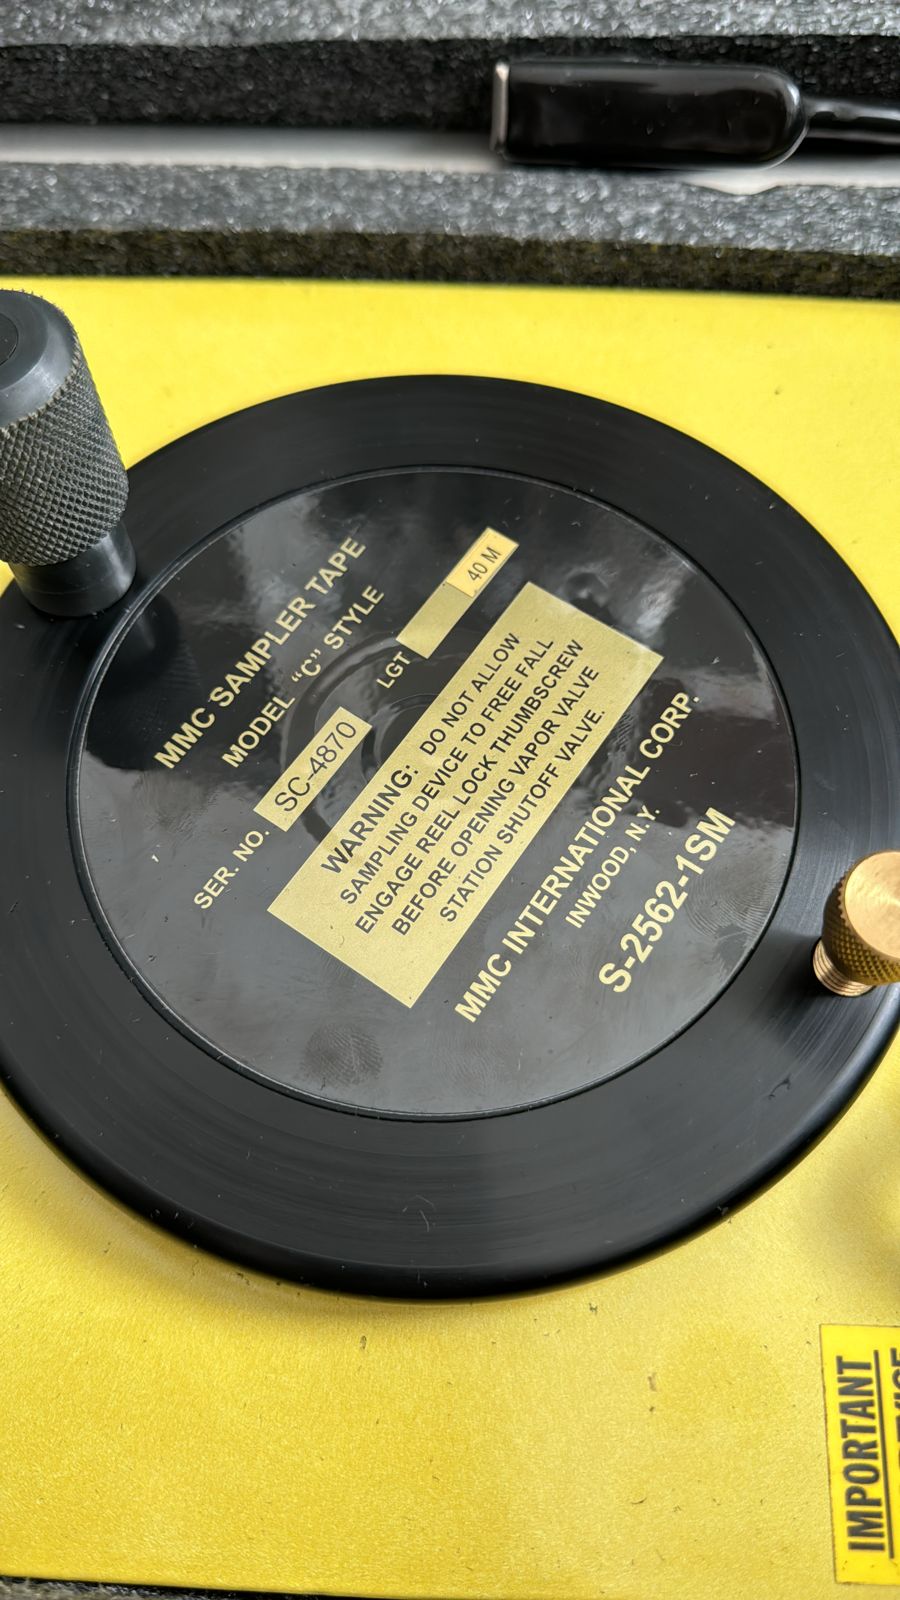 MMC SAMPLER TAPE
MODEL "C" STYLE
SER. NO. SC-4870 LGT 40 M
WARNING: DO NOT ALLOW
SAMPLING DEVICE TO FREE FALL
ENGAGE REEL LOCK THUMBSCREW
BEFORE OPENING VAPOR VALVE
STATION SHUTOFF VALVE.
MMC INTERNATIONAL CORP.
INWOOD, N.Y.
S-2562-1SM
IMPORTANT